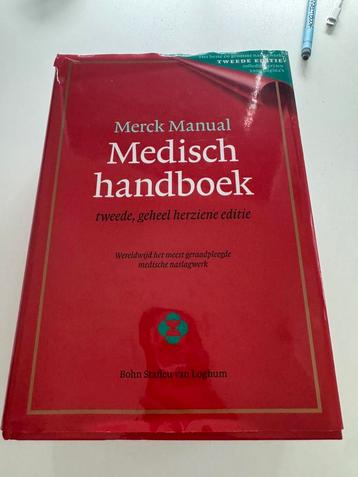 TWEEDE EDITIE
Merck Manual
Medisch
handboek
tweede, geheel herziene editie
Wereldwijd het meest geraadpleegde
medische naslagwerk
Bohn Stafleu van Loghum